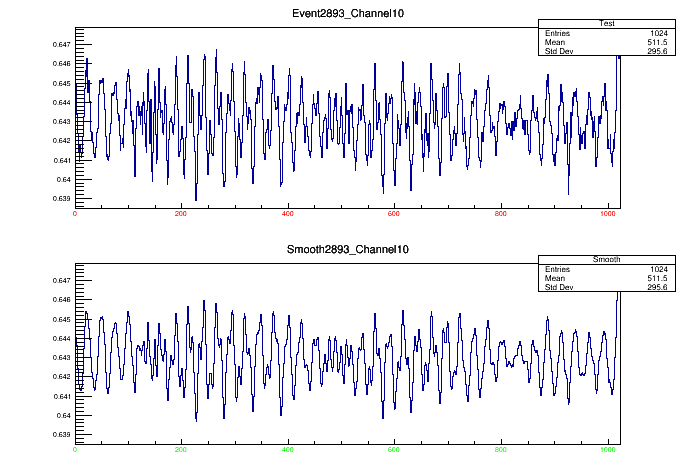 Event2893_Channel10
Test
Entries 1024
Mean 511.5
Std Dev 295.6
0.647
0.646
0.645
0.644
0.643
0.642
0.641
0.64
0.639
0 200 400 600 800 1000
Smooth2893_Channel10
Smooth
Entries 1024
Mean 511.5
Std Dev 295.6
0.647
0.646
0.645
0.644
0.643
0.642
0.641
0.64
0.639
0 200 400 600 800 1000